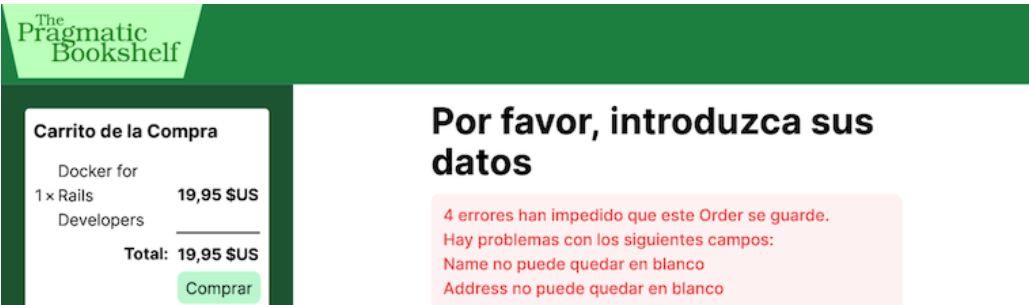 The
Pragmatic
Bookshelf
Carrito de la Compra
Docker for
1 × Rails 19,95 $US
Developers
Total: 19,95 $US
Comprar
Por favor, introduzca sus
datos
4 errores han impedido que este Order se guarde.
Hay problemas con los siguientes campos:
Name no puede quedar en blanco
Address no puede quedar en blanco